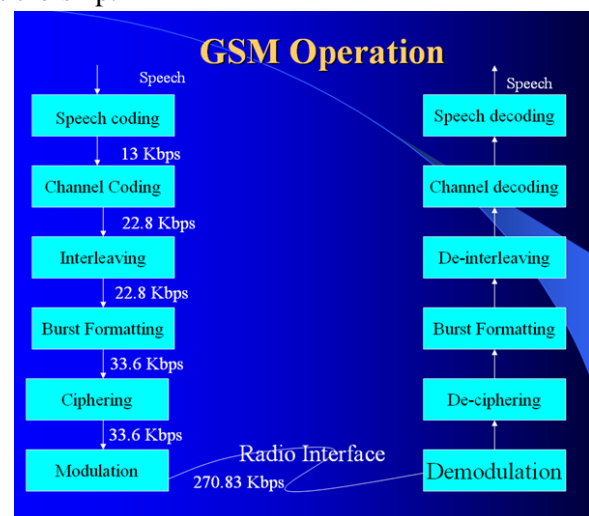 GSM Operation
Speech
Speech coding
13 Kbps
Channel Coding
22.8 Kbps
Interleaving
22.8 Kbps
Burst Formatting
33.6 Kbps
Ciphering
33.6 Kbps
Modulation
Radio Interface
270.83 Kbps
Speech
Speech decoding
Channel decoding
De-interleaving
Burst Formatting
De-ciphering
Demodulation